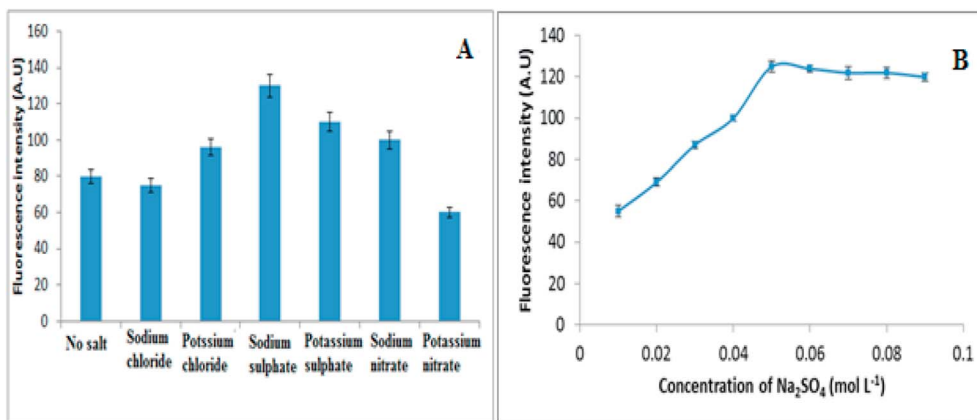 A
Fluorescence intensity (A.U)
160
140
120
100
80
60
40
20
0
No salt
Sodium
chloride
Potssium
chloride
Sodium
sulphate
Potassium
sulphate
Sodium
nitrate
Potassium
nitrate
B
Fluorescence intensity (A.U)
140
120
100
80
60
40
20
0
0 0.02 0.04 0.06 0.08 0.1
Concentration of Na₂SO₄ (mol L⁻¹)